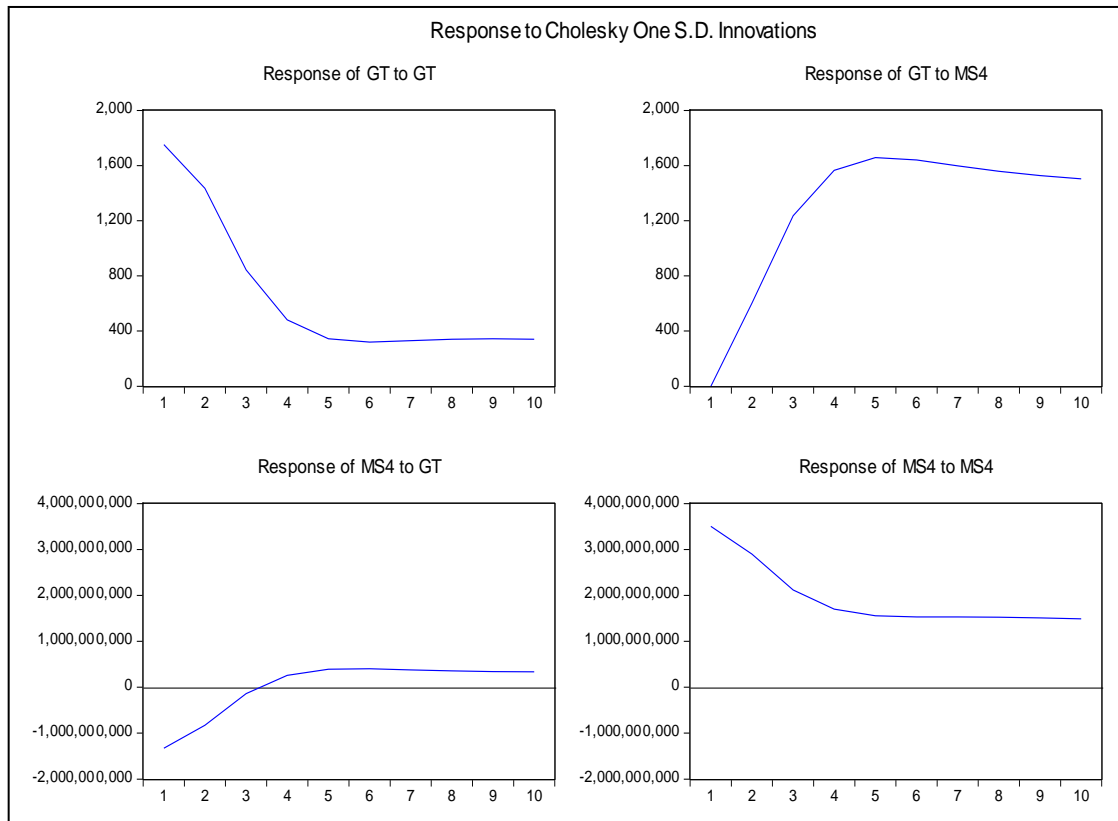 Response to Cholesky One S.D. Innovations
Response of GT to GT
2,000
1,600
1,200
800
400
0
1 2 3 4 5 6 7 8 9 10
Response of GT to MS4
2,000
1,600
1,200
800
400
0
1 2 3 4 5 6 7 8 9 10
Response of MS4 to GT
4,000,000,000
3,000,000,000
2,000,000,000
1,000,000,000
0
-1,000,000,000
-2,000,000,000
1 2 3 4 5 6 7 8 9 10
Response of MS4 to MS4
4,000,000,000
3,000,000,000
2,000,000,000
1,000,000,000
0
-1,000,000,000
-2,000,000,000
1 2 3 4 5 6 7 8 9 10